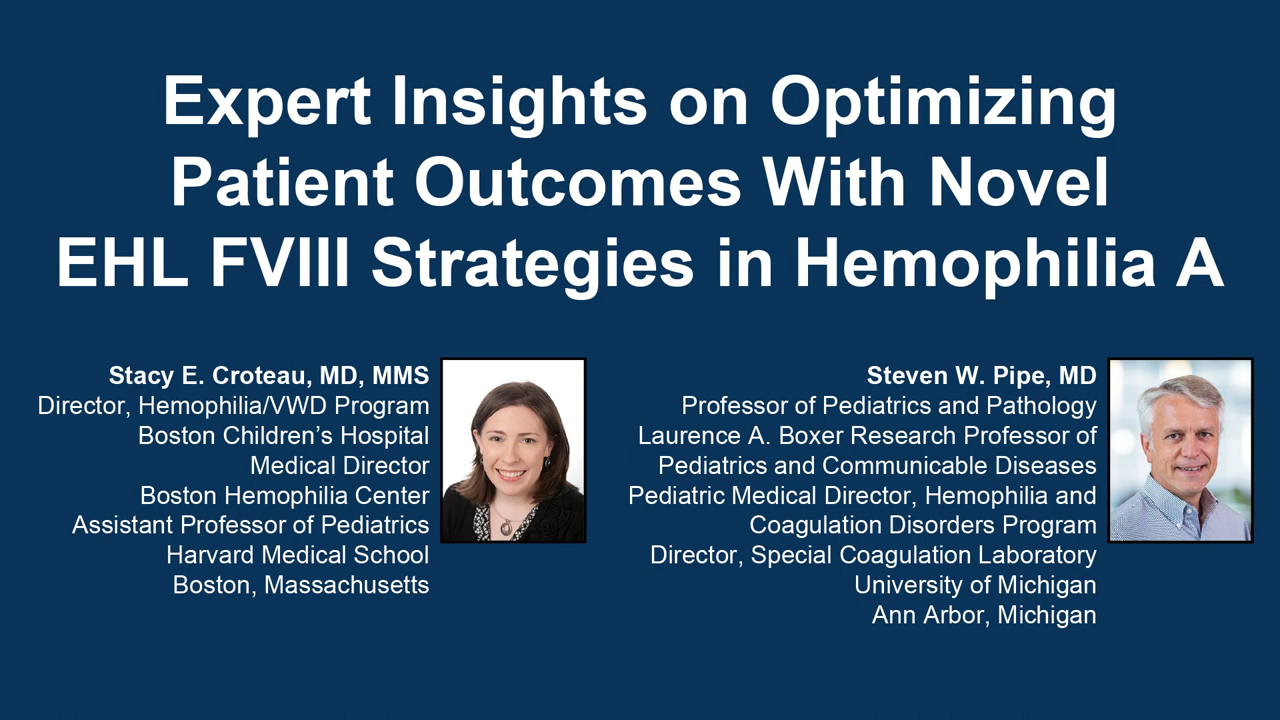 Expert Insights on Optimizing
Patient Outcomes With Novel
EHL FVIII Strategies in Hemophilia A
Stacy E. Croteau, MD, MMS
Director, Hemophilia/VWD Program
Boston Children’s Hospital
Medical Director
Boston Hemophilia Center
Assistant Professor of Pediatrics
Harvard Medical School
Boston, Massachusetts
Steven W. Pipe, MD
Professor of Pediatrics and Pathology
Laurence A. Boxer Research Professor of
Pediatrics and Communicable Diseases
Pediatric Medical Director, Hemophilia and
Coagulation Disorders Program
Director, Special Coagulation Laboratory
University of Michigan
Ann Arbor, Michigan